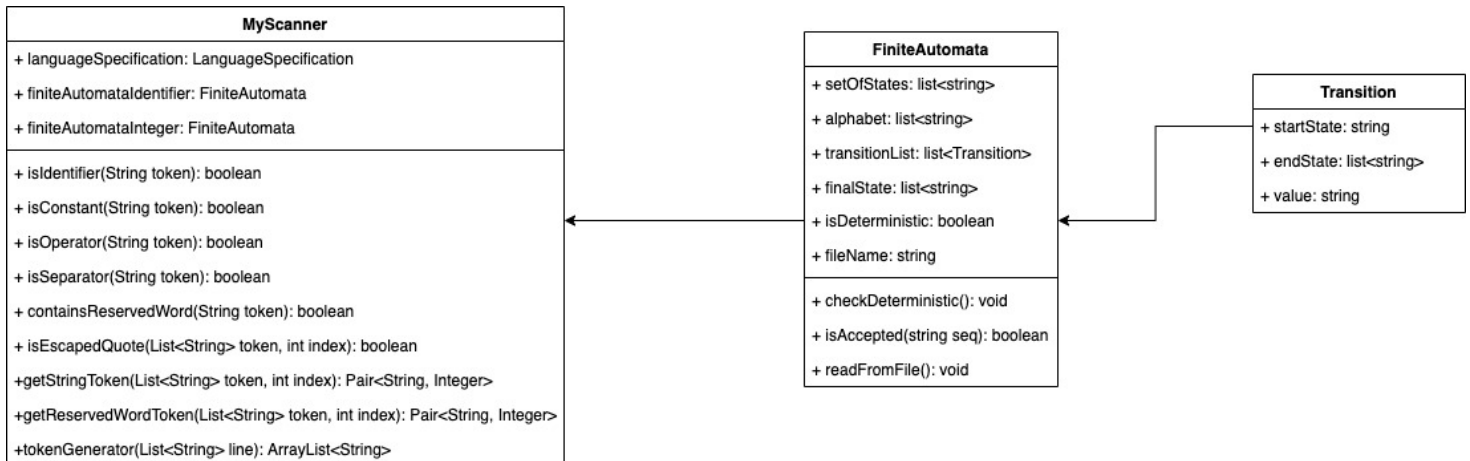 MyScanner
+ languageSpecification: LanguageSpecification
+ finiteAutomataIdentifier: FiniteAutomata
+ finiteAutomataInteger: FiniteAutomata
+ isIdentifier(String token): boolean
+ isConstant(String token): boolean
+ isOperator(String token): boolean
+ isSeparator(String token): boolean
+ containsReservedWord(String token): boolean
+ isEscapedQuote(List<String> token, int index): boolean
+getStringToken(List<String> token, int index): Pair<String, Integer>
+getReservedWordToken(List<String> token, int index): Pair<String, Integer>
+tokenGenerator(List<String> line): ArrayList<String>
FiniteAutomata
+ setOfStates: list<string>
+ alphabet: list<string>
+ transitionList: list<Transition>
+ finalState: list<string>
+ isDeterministic: boolean
+ fileName: string
+ checkDeterministic(): void
+ isAccepted(string seq): boolean
+ readFromFile(): void
Transition
+ startState: string
+ endState: list<string>
+ value: string